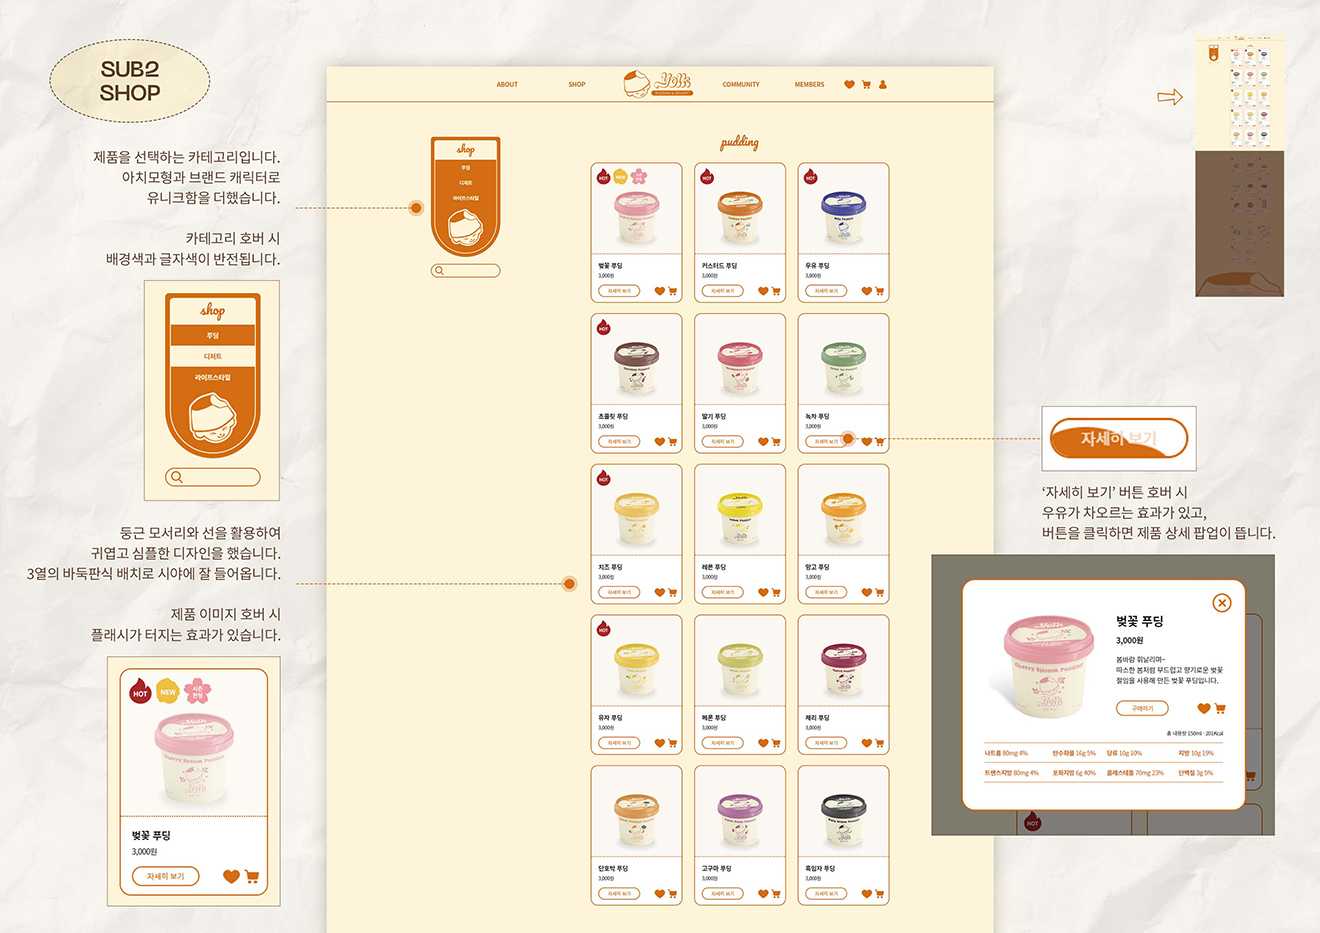 SUB2
SHOP
제품을 선택하는 카테고리입니다.
아치모형과 브랜드 캐릭터로
유니크함을 더했습니다.
카테고리 호버 시
배경색과 글자색이 반전됩니다.
shop
푸딩
디저트
라이프스타일
둥근 모서리와 선을 활용하여
귀엽고 심플한 디자인을 했습니다.
3열의 바둑판식 배치로 시야에 잘 들어옵니다.
제품 이미지 호버 시
플래시가 터지는 효과가 있습니다.
HOT
NEW
시즌
한정
Cherry Blossom Pudding
Yolk
벚꽃 푸딩
3,000원
자세히 보기
ABOUT
SHOP
Yolk
COMMUNITY
MEMBERS
shop
푸딩
디저트
라이프스타일
pudding
HOT
NEW
HOT
HOT
벚꽃 푸딩
3,000원
자세히 보기
커스터드 푸딩
3,000원
자세히 보기
우유 푸딩
3,000원
자세히 보기
HOT
초콜릿 푸딩
3,000원
자세히 보기
딸기 푸딩
3,000원
자세히 보기
녹차 푸딩
3,000원
자세히 보기
HOT
치즈 푸딩
3,000원
자세히 보기
레몬 푸딩
3,000원
자세히 보기
망고 푸딩
3,000원
자세히 보기
HOT
유자 푸딩
3,000원
자세히 보기
메론 푸딩
3,000원
자세히 보기
체리 푸딩
3,000원
자세히 보기
단호박 푸딩
3,000원
자세히 보기
고구마 푸딩
3,000원
자세히 보기
흑임자 푸딩
3,000원
자세히 보기
자세히 보기
‘자세히 보기’ 버튼 호버 시
우유가 차오르는 효과가 있고,
버튼을 클릭하면 제품 상세 팝업이 뜹니다.
Cherry Blossom Pudding
Yolk
벚꽃 푸딩
3,000원
봄바람 휘날리며~
따스한 봄처럼 부드럽고 향기로운 벚꽃
절임을 사용해 만든 벚꽃 푸딩입니다.
구매하기
총 내용량 150ml · 201Kcal
나트륨 80mg 4% 탄수화물 16g 5% 당류 10g 10% 지방 10g 19%
트랜스지방 80mg 4% 포화지방 6g 40% 콜레스테롤 70mg 23% 단백질 3g 5%
HOT